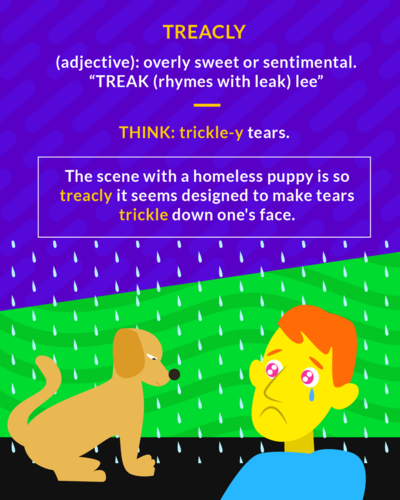 TREACLY
(adjective): overly sweet or sentimental.
“TREAK (rhymes with leak) lee”
THINK: trickle-y tears.
The scene with a homeless puppy is so
treacly it seems designed to make tears
trickle down one's face.